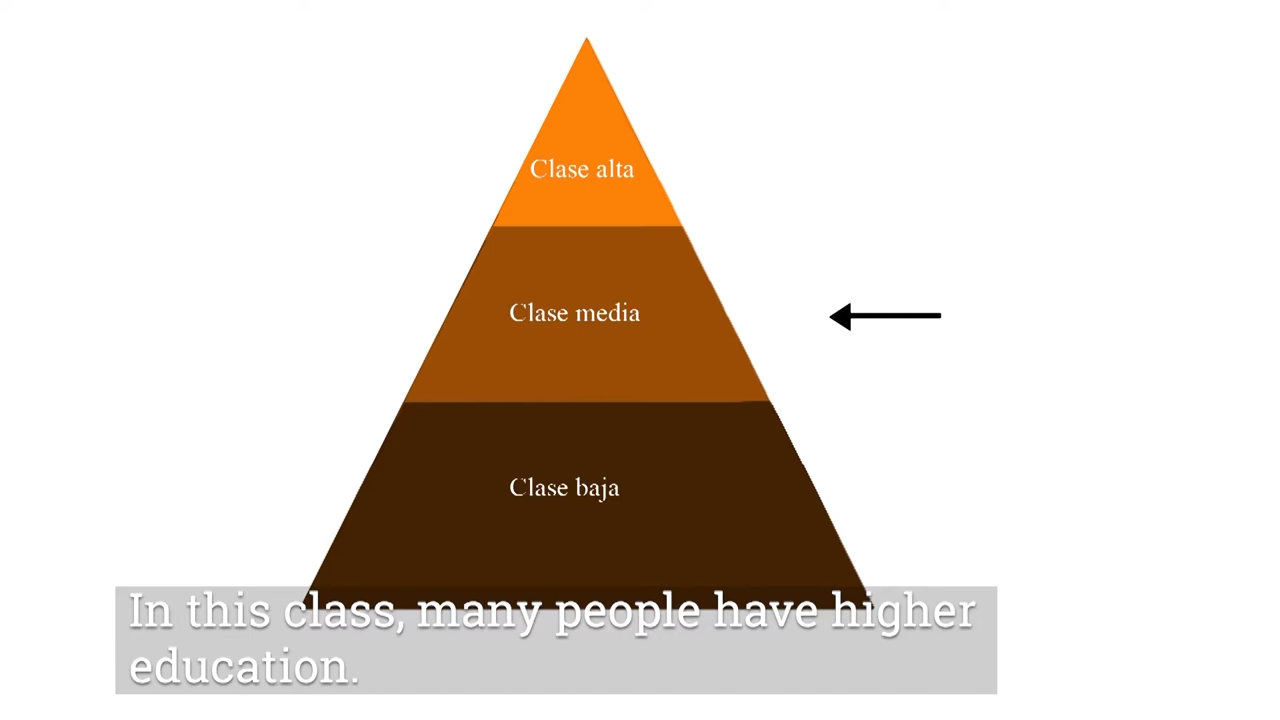 Clase alta
Clase media
Clase baja
In this class, many people have higher
education.